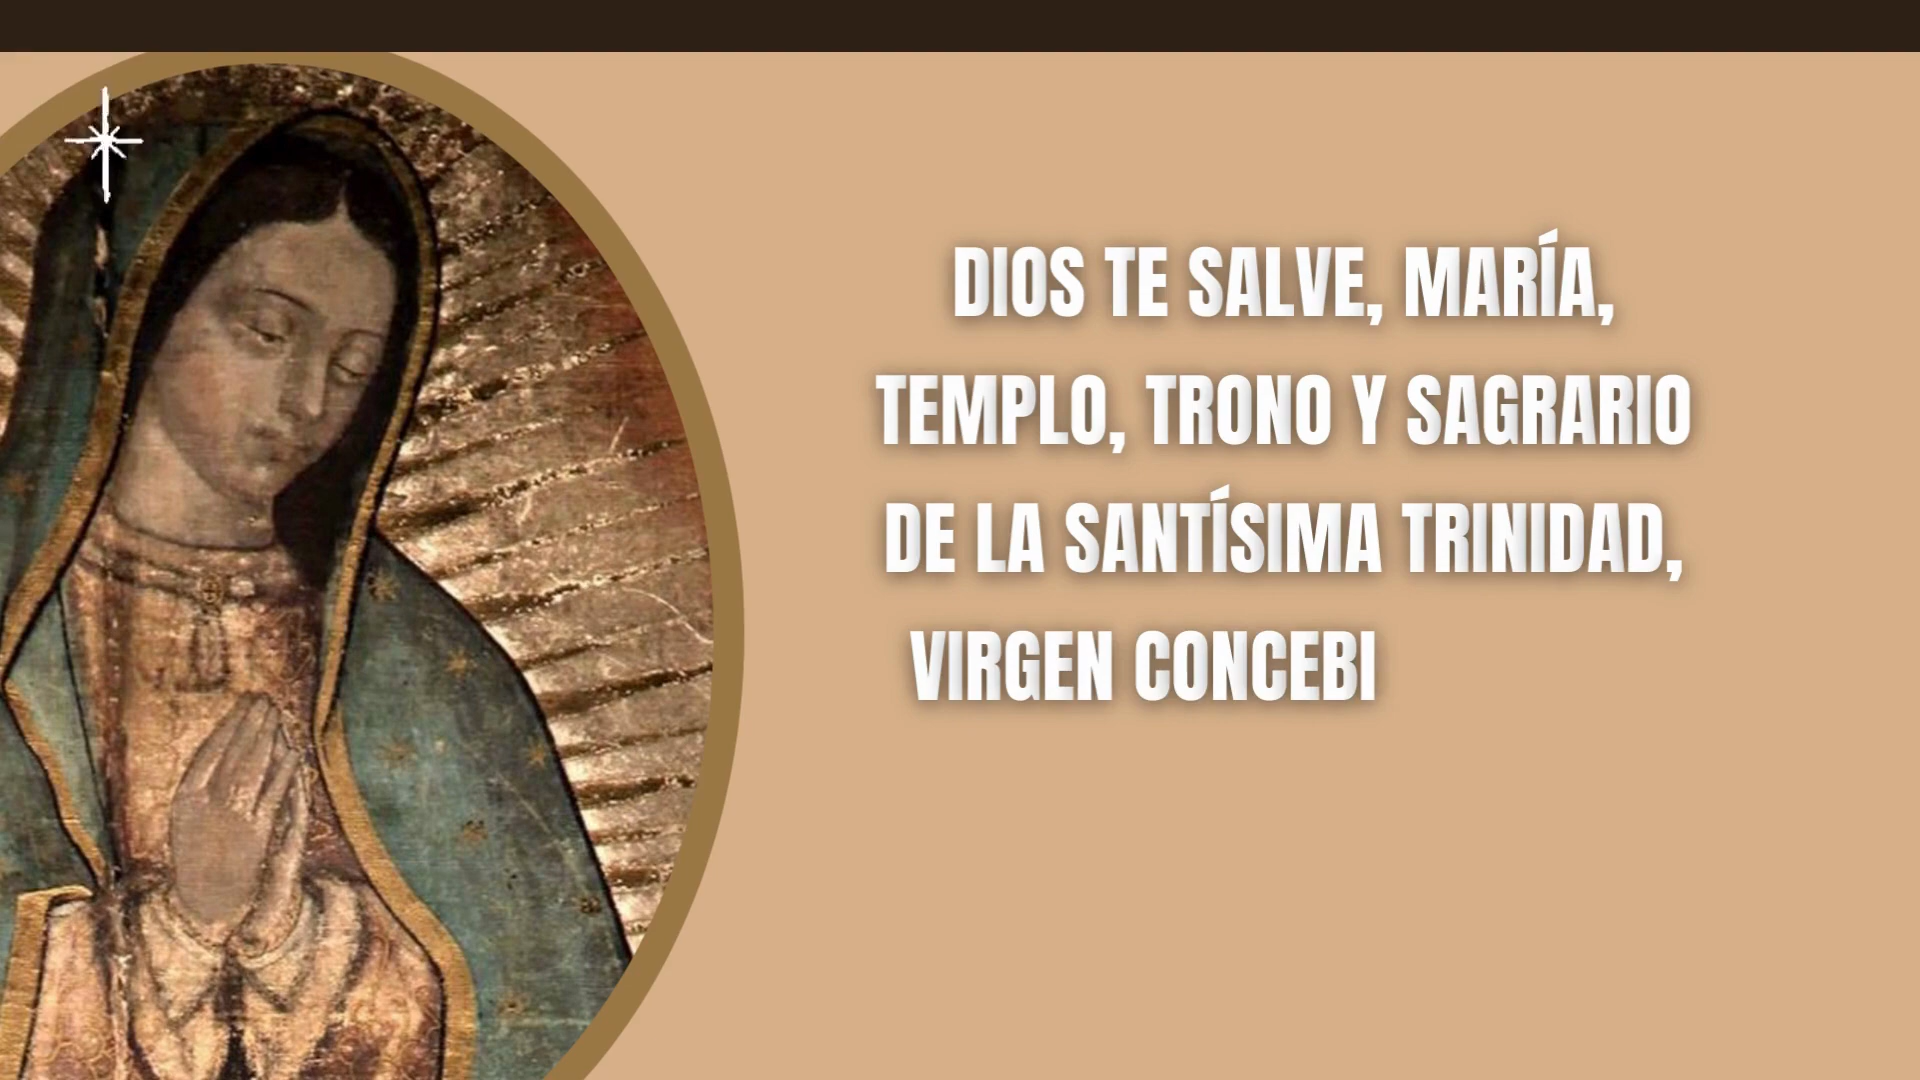 DIOS TE SALVE, MARÍA,
TEMPLO, TRONO Y SAGRARIO
DE LA SANTÍSIMA TRINIDAD,
VIRGEN CONCEBI